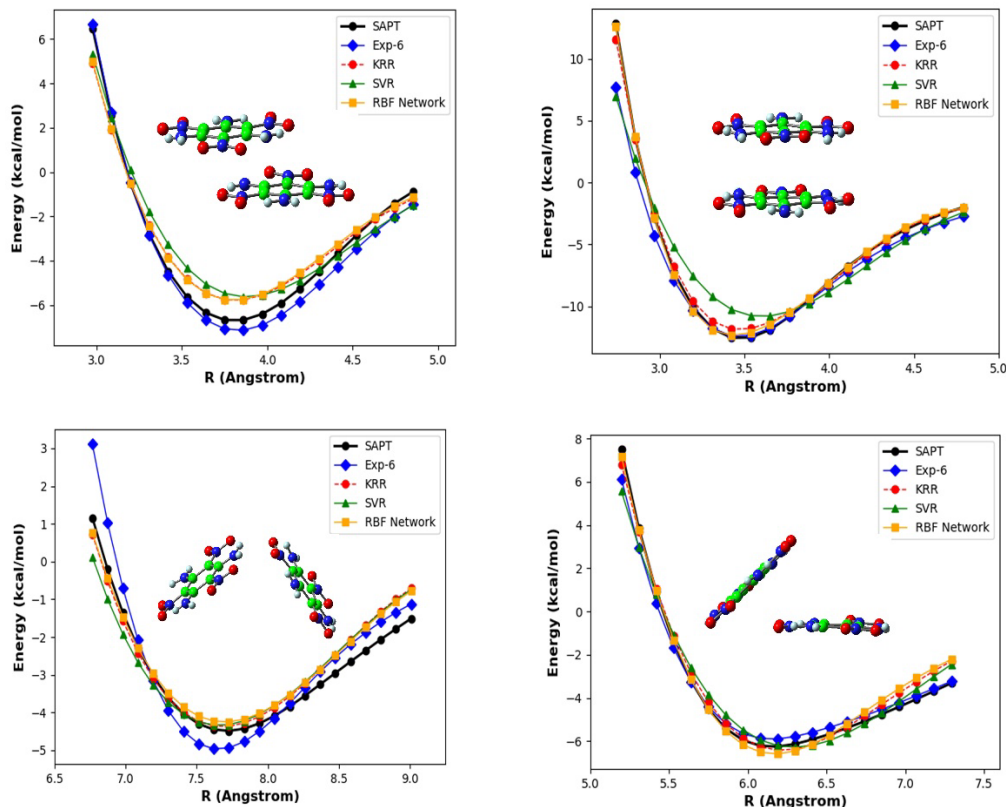 SAPT
Exp-6
KRR
SVR
RBF Network
6
4
2
0
-2
-4
-6
Energy (kcal/mol)
3.0 3.5 4.0 4.5 5.0
R (Angstrom)
SAPT
Exp-6
KRR
SVR
RBF Network
10
5
0
-5
-10
Energy (kcal/mol)
3.0 3.5 4.0 4.5 5.0
R (Angstrom)
SAPT
Exp-6
KRR
SVR
RBF Network
3
2
1
0
-1
-2
-3
-4
-5
Energy (kcal/mol)
6.5 7.0 7.5 8.0 8.5 9.0
R (Angstrom)
SAPT
Exp-6
KRR
SVR
RBF Network
8
6
4
2
0
-2
-4
-6
Energy (kcal/mol)
5.0 5.5 6.0 6.5 7.0 7.5
R (Angstrom)